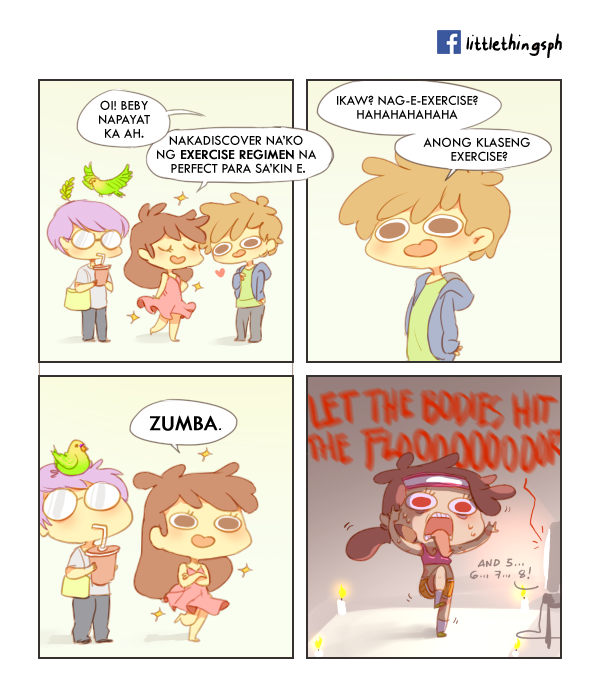 littlethingsph
OI! BEBY
NAPAYAT
KA AH.
NAKADISCOVER NA'KO
NG EXERCISE REGIMEN NA
PERFECT PARA SA'KIN E.
IKAW? NAG-E-EXERCISE?
HAHAHAHAHAHA
ANONG KLASENG
EXERCISE?
ZUMBA.
LET THE BODIES HIT
THE FLOOOOOOOOOR
AND 5...
6... 7... 8!